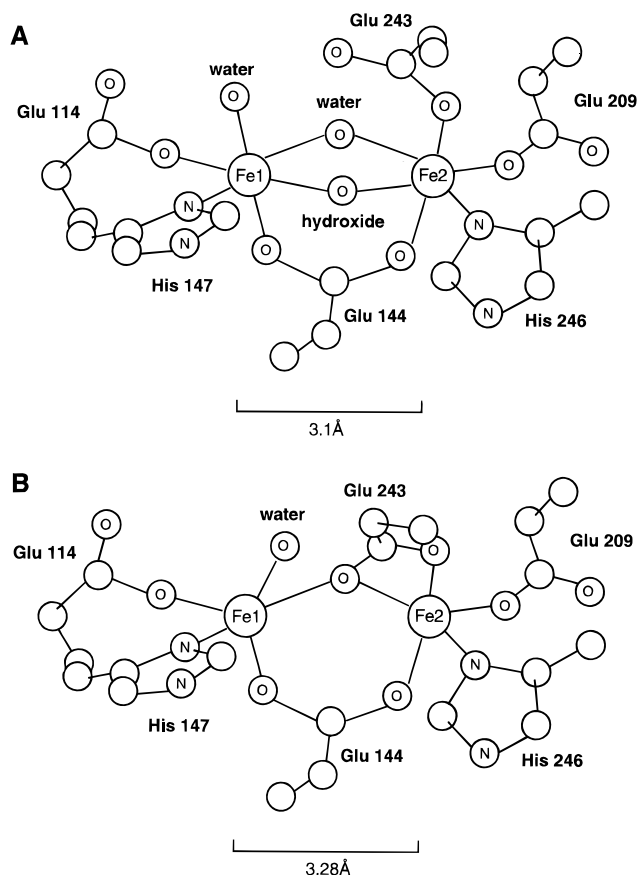 A
Glu 243
O
O
water
O
O
Glu 209
Glu 114
water
O
O
O
O
O
Fe1
Fe2
O
N
hydroxide
N
N
O
O
His 147
Glu 144
N
His 246
3.1Å
B
Glu 243
water
O
O
O
Glu 209
Glu 114
O
O
O
O
Fe1
Fe2
N
N
N
O
O
His 147
Glu 144
N
His 246
3.28Å